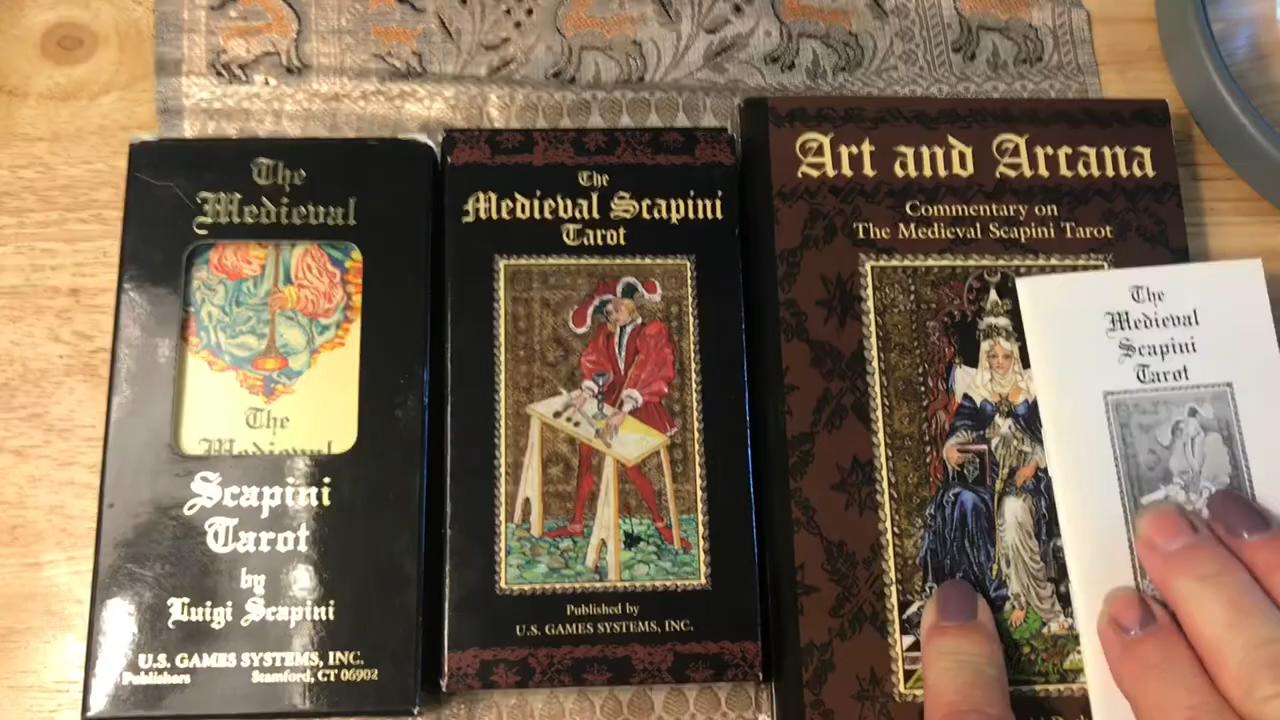 The
Medieval
The
Medieval
Scapini
Tarot
by
Luigi Scapini
U.S. GAMES SYSTEMS, INC.
Publishers Stamford, CT 06902
The
Medieval Scapini
Tarot
Published by
U.S. GAMES SYSTEMS, INC.
Art and Arcana
Commentary on
The Medieval Scapini Tarot
The
Medieval
Scapini
Tarot